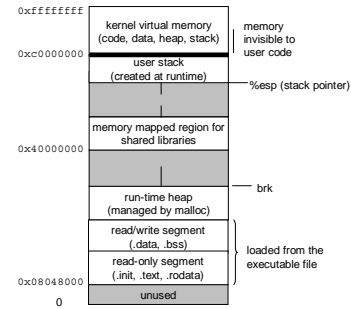 0xffffffff
kernel virtual memory
(code, data, heap, stack)
memory
invisible to
user code
0xc0000000
user stack
(created at runtime)
%esp (stack pointer)
memory mapped region for
shared libraries
0x40000000
brk
run-time heap
(managed by malloc)
read/write segment
(.data, .bss)
loaded from the
executable file
read-only segment
(.init, .text, .rodata)
0x08048000
unused
0